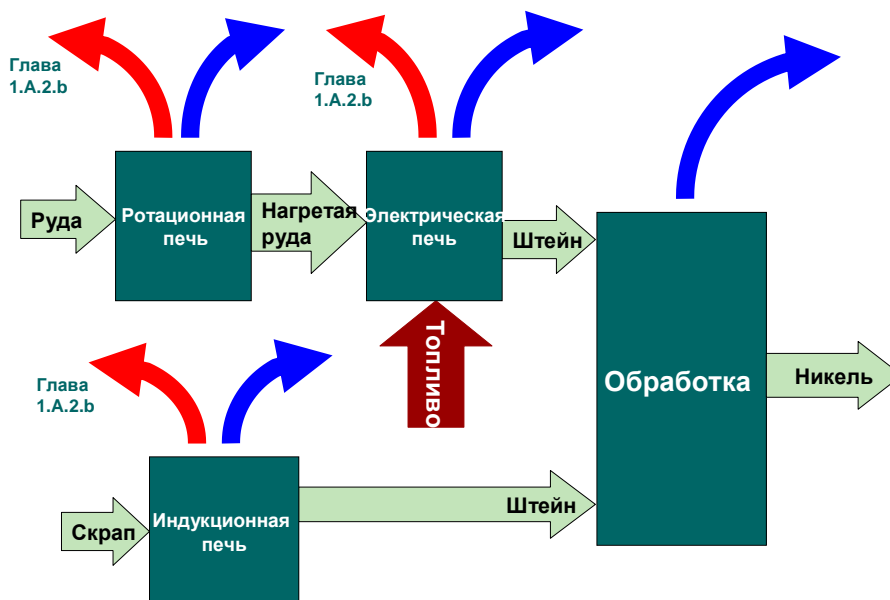 Глава
1.A.2.b
Глава
1.A.2.b
Руда
Ротационная
печь
Нагретая
руда
Электрическая
печь
Штейн
Топливо
Обработка
Никель
Глава
1.A.2.b
Скрап
Индукционная
печь
Штейн